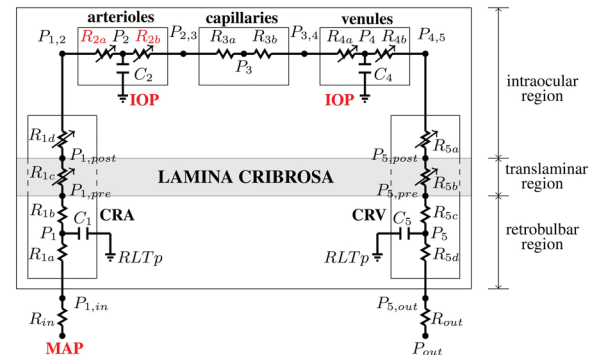 arterioles capillaries venules
P1,2 R2a P2 R2b P2,3 R3a R3b P3,4 R4a P4 R4b P4,5
P3
C2 C4
IOP IOP
intraocular
region
R1d R5a
P1,post P5,post
R1c LAMINA CRIBROSA R5b
translaminar
region
P1,pre P5,pre
R1b C1 CRA CRV C5 R5c
P1 P5
retrobulbar
region
R1a RLTp RLTp R5d
P1,in P5,out
Rin Rout
MAP Pout